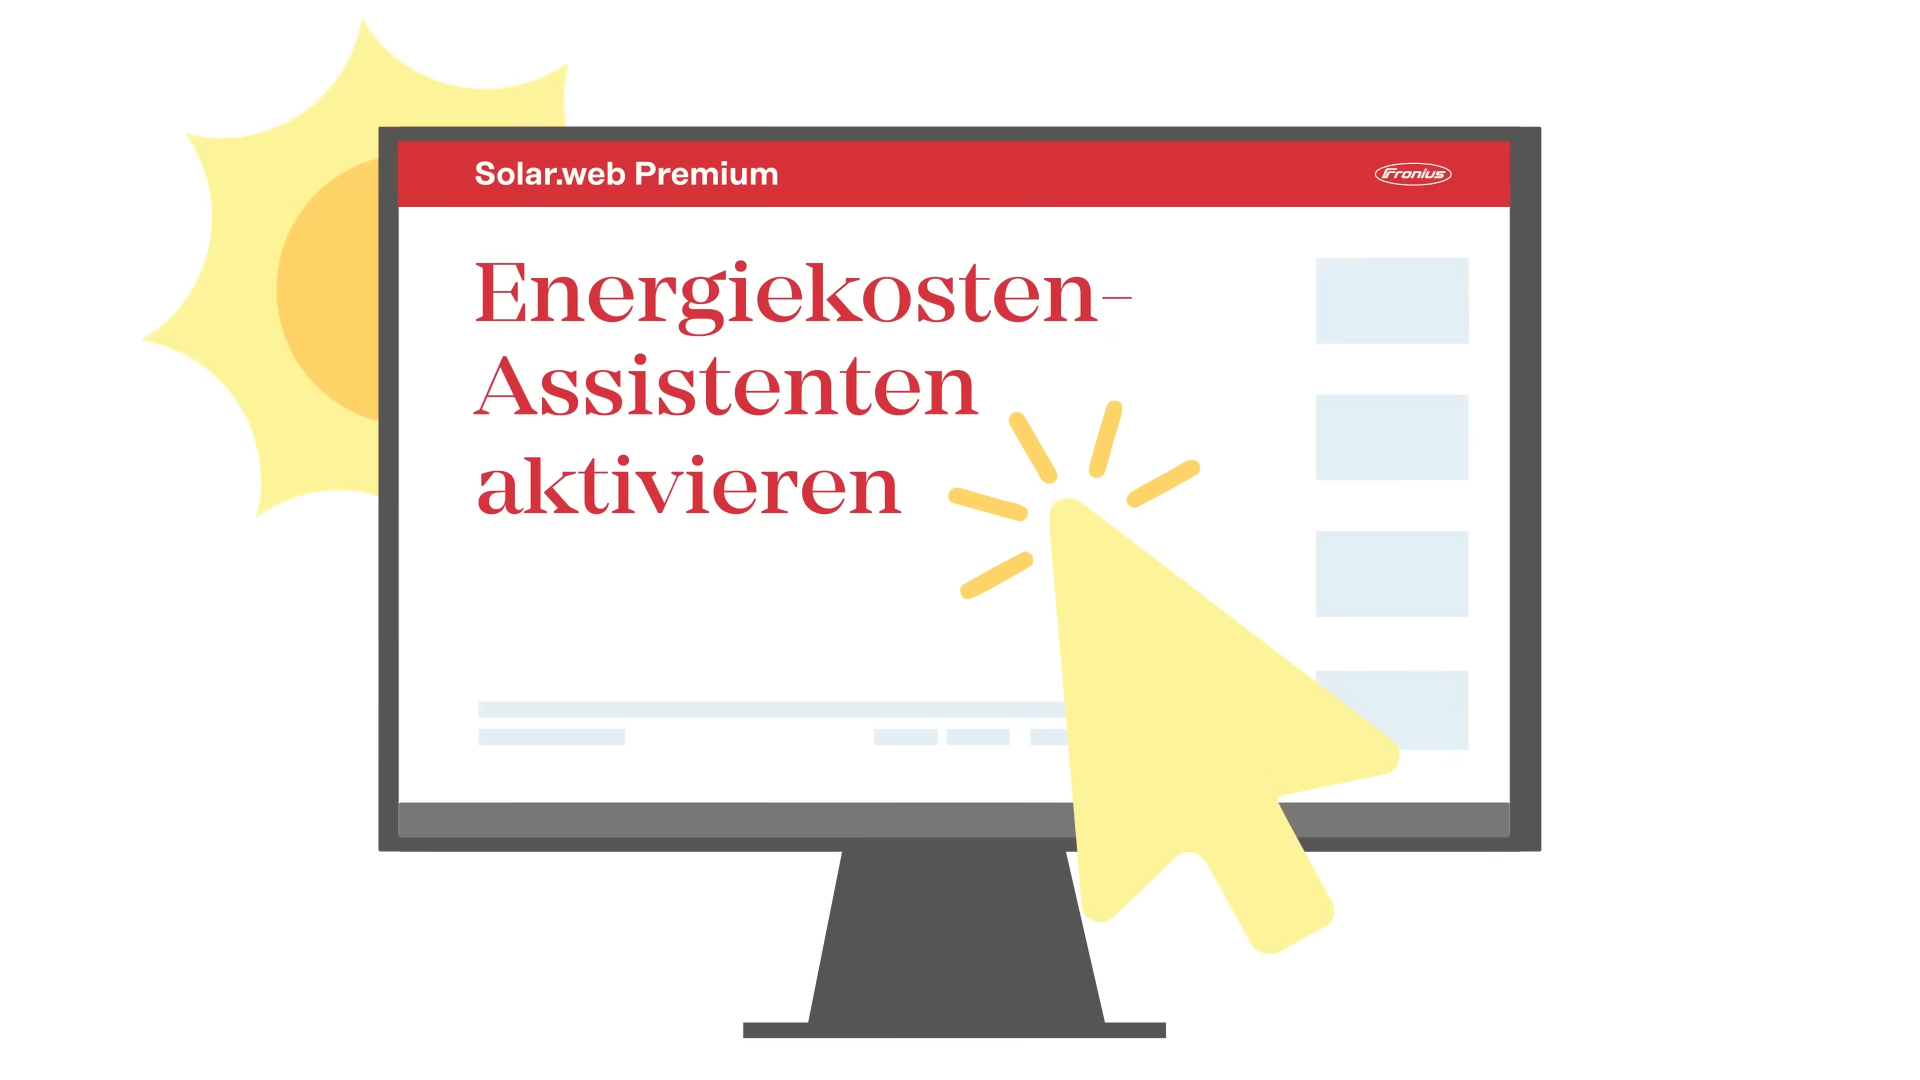 Solar.web Premium
Fronius
Energiekosten-
Assistenten
aktivieren